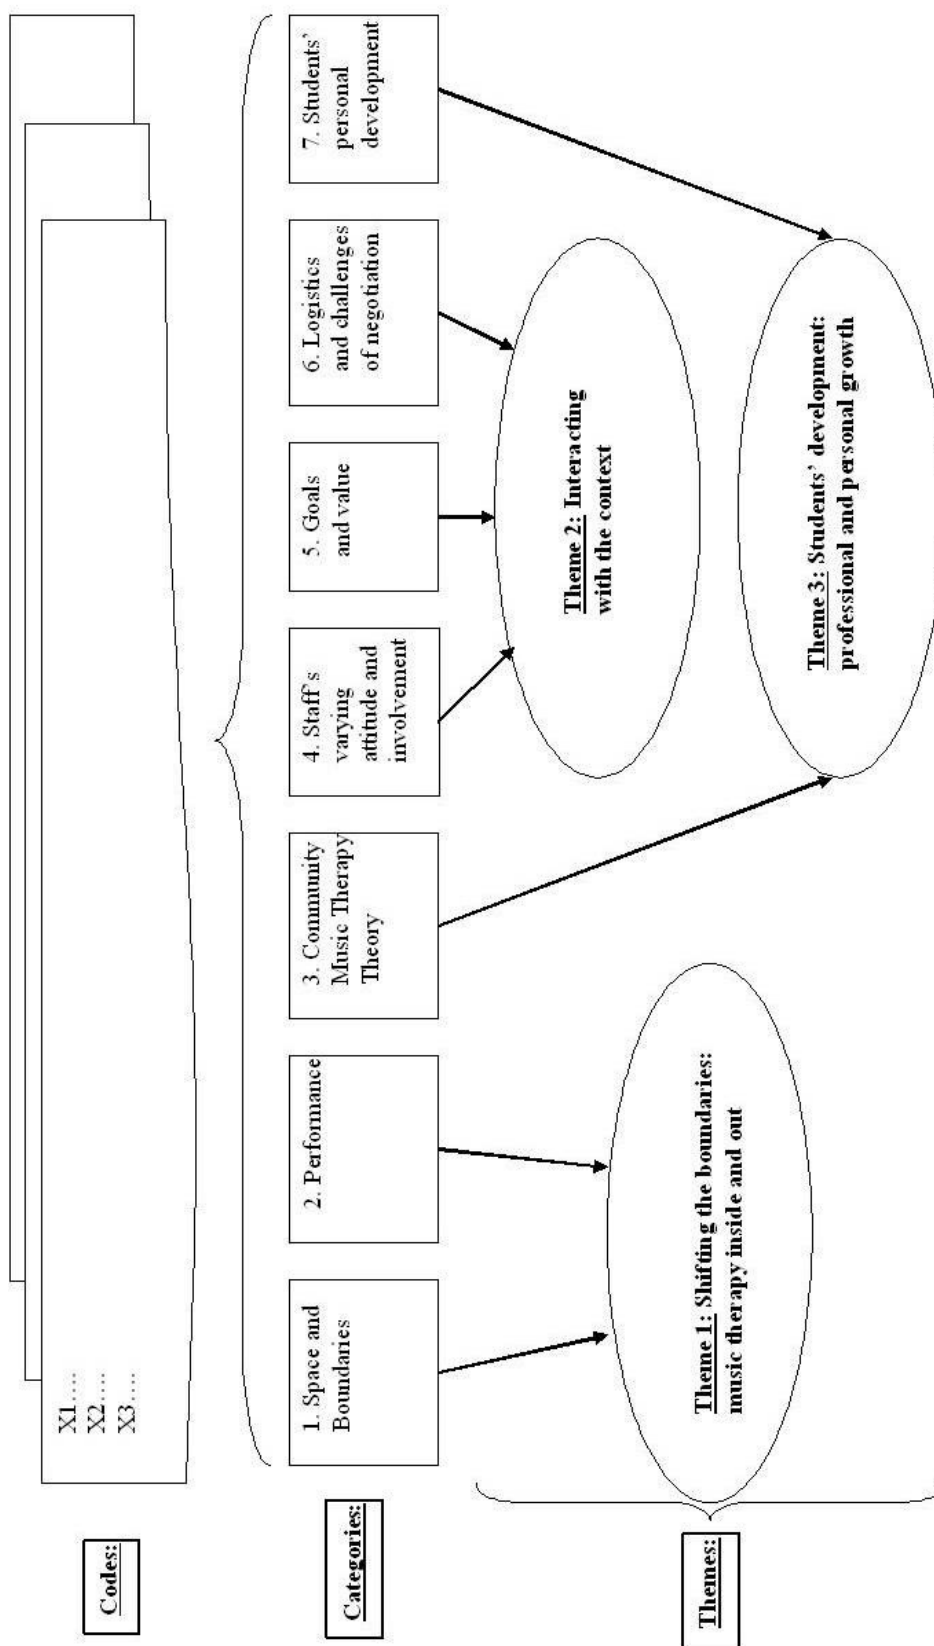 Codes:
X1....
X2....
X3....
Categories:
1. Space and
Boundaries
2. Performance
3. Community
Music Therapy
Theory
4. Staff's
varying
attitude and
involvement
5. Goals
and value
6. Logistics
and challenges
of negotiation
7. Students'
personal
development
Themes:
Theme 1: Shifting the boundaries:
music therapy inside and out
Theme 2: Interacting
with the context
Theme 3: Students' development:
professional and personal growth